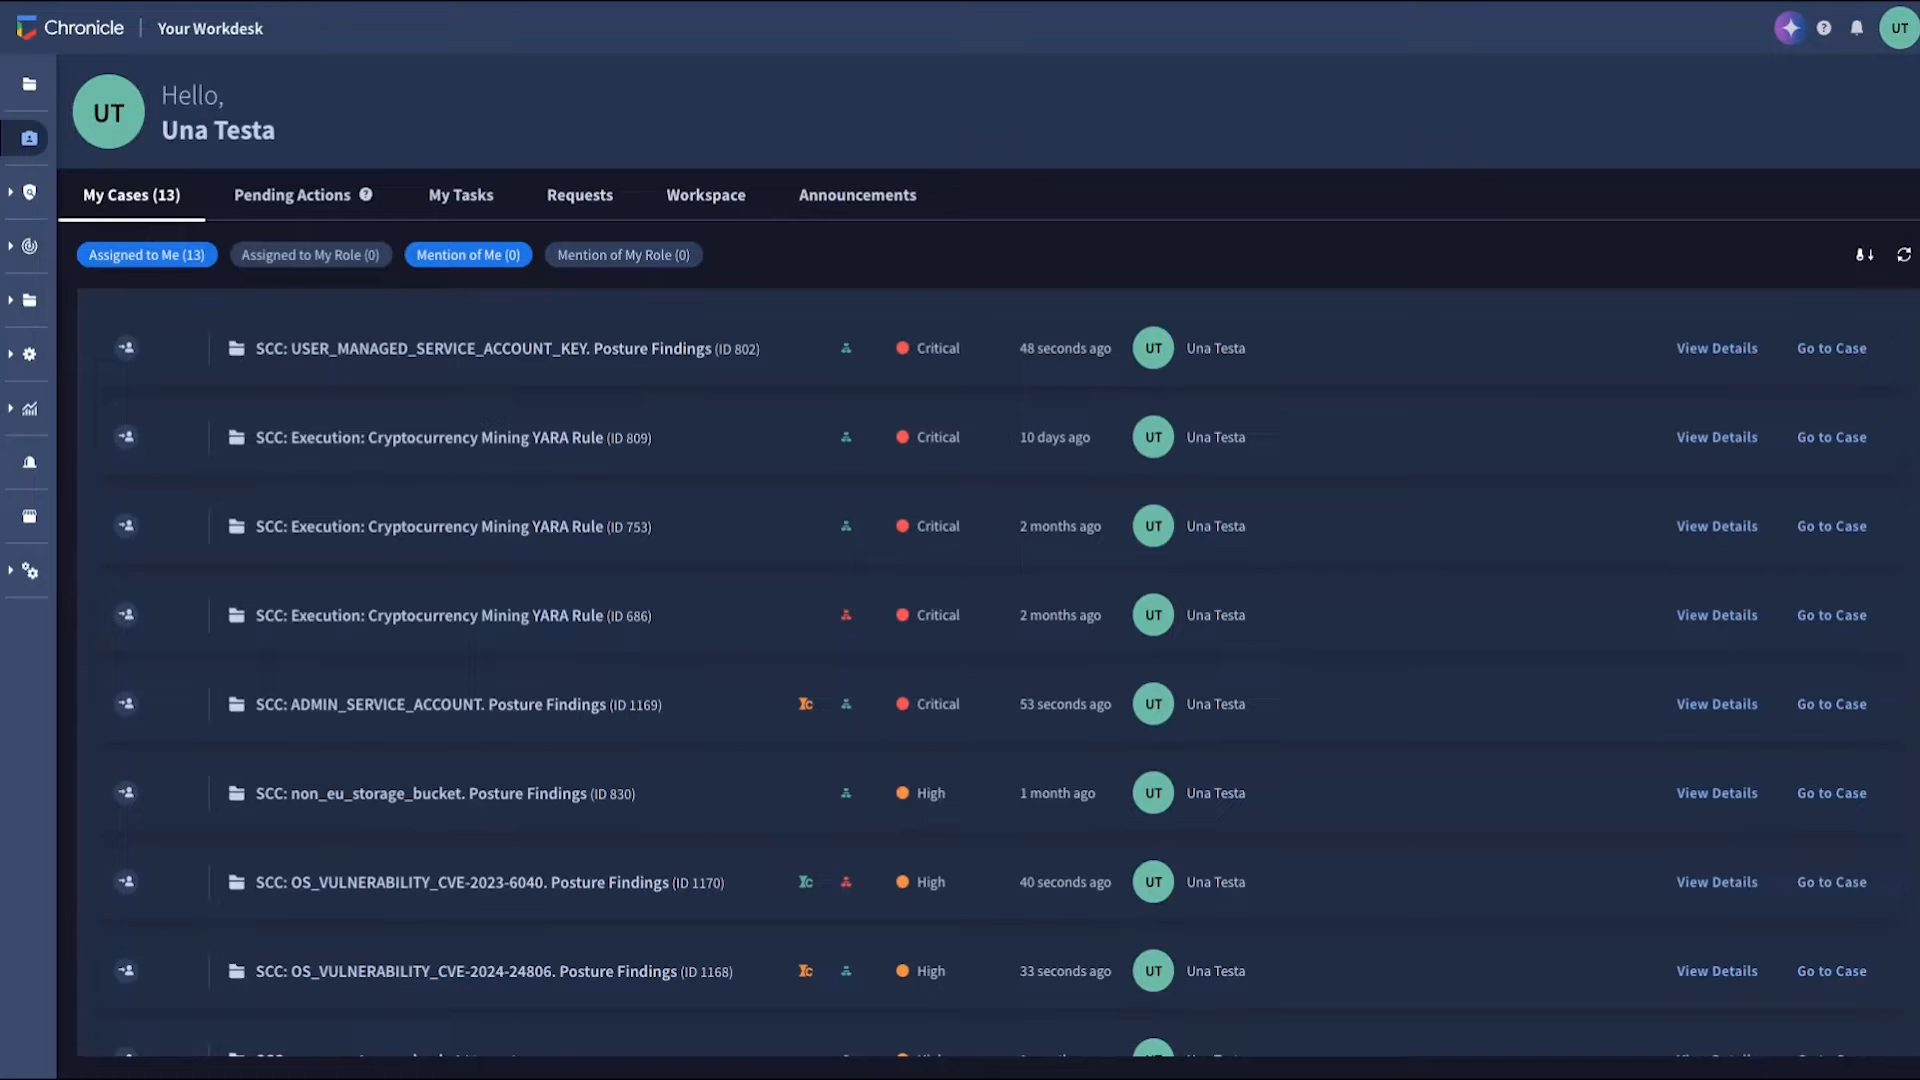 Chronicle Your Workdesk UT
UT
Hello,
Una Testa
My Cases (13) Pending Actions My Tasks Requests Workspace Announcements
Assigned to Me (13) Assigned to My Role (0) Mention of Me (0) Mention of My Role (0)
SCC: USER_MANAGED_SERVICE_ACCOUNT_KEY. Posture Findings (ID 802) Critical 48 seconds ago UT Una Testa View Details Go to Case
SCC: Execution: Cryptocurrency Mining YARA Rule (ID 809) Critical 10 days ago UT Una Testa View Details Go to Case
SCC: Execution: Cryptocurrency Mining YARA Rule (ID 753) Critical 2 months ago UT Una Testa View Details Go to Case
SCC: Execution: Cryptocurrency Mining YARA Rule (ID 686) Critical 2 months ago UT Una Testa View Details Go to Case
SCC: ADMIN_SERVICE_ACCOUNT. Posture Findings (ID 1169) Critical 53 seconds ago UT Una Testa View Details Go to Case
SCC: non_eu_storage_bucket. Posture Findings (ID 830) High 1 month ago UT Una Testa View Details Go to Case
SCC: OS_VULNERABILITY_CVE-2023-6040. Posture Findings (ID 1170) High 40 seconds ago UT Una Testa View Details Go to Case
SCC: OS_VULNERABILITY_CVE-2024-24806. Posture Findings (ID 1168) High 33 seconds ago UT Una Testa View Details Go to Case